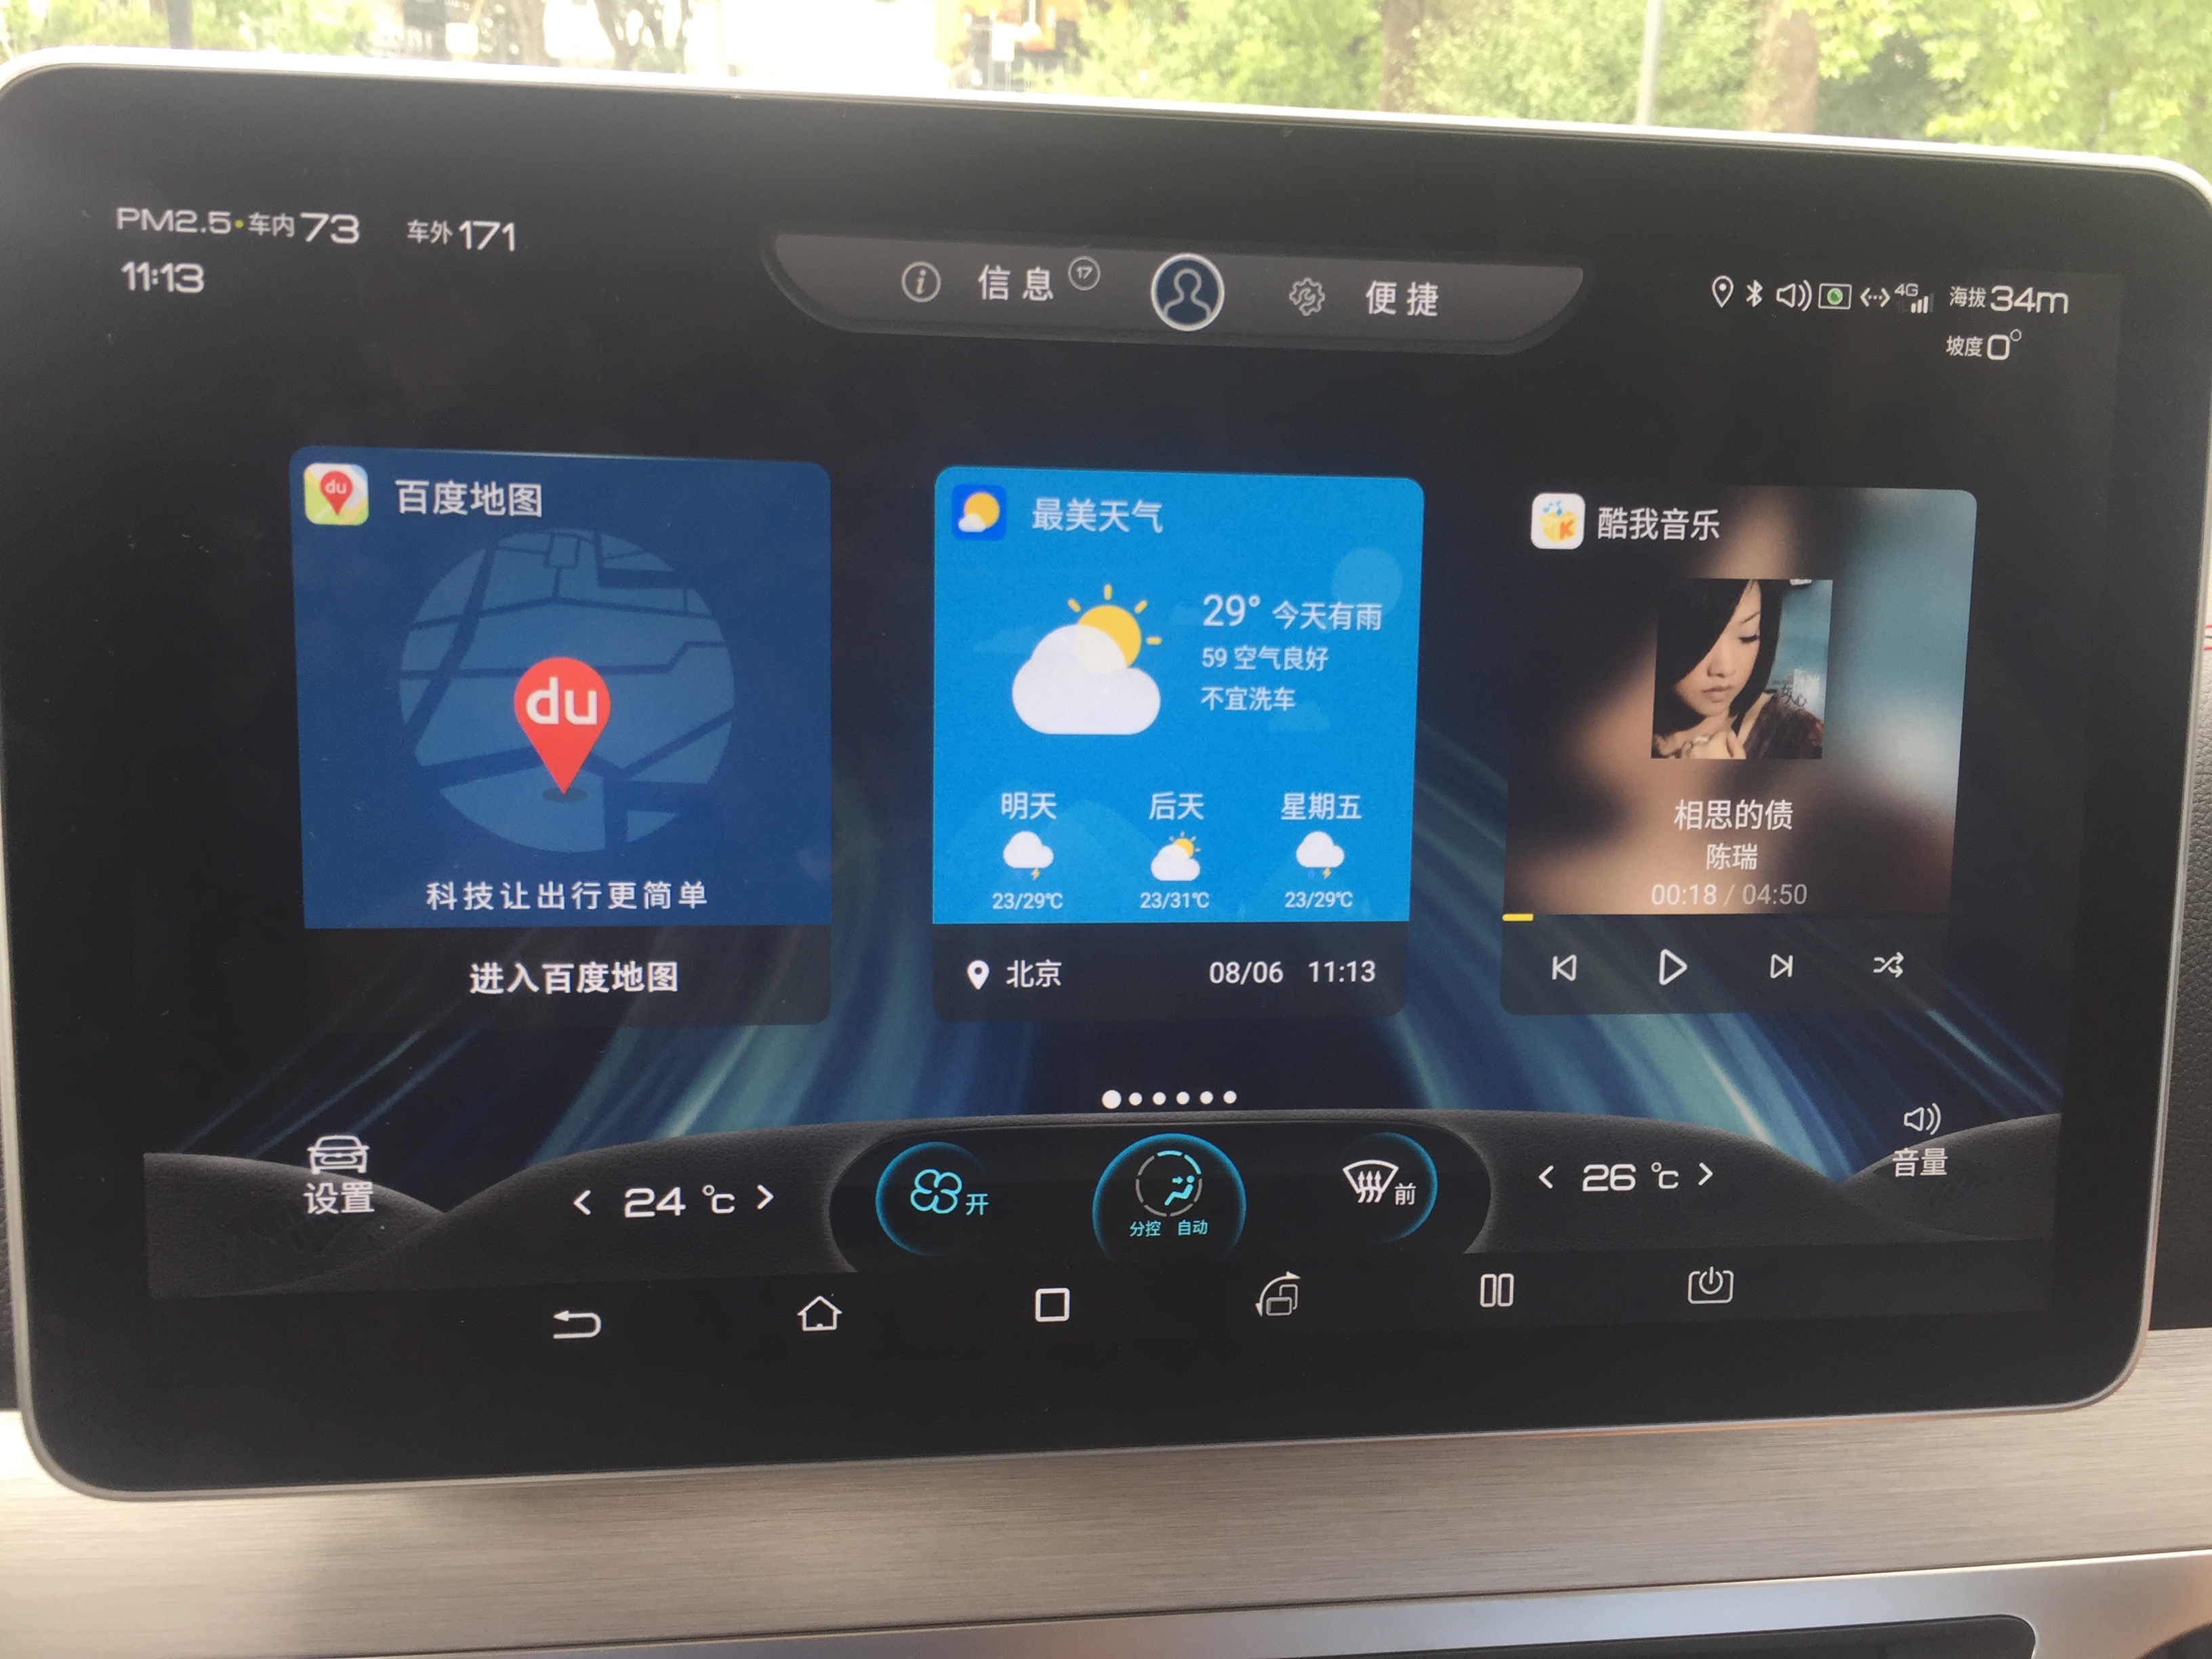 PM2.5 车内 73 车外 171
11:13
信息 17 便捷
4G 海拔 34m
坡度 0°
du 百度地图
du
科技让出行更简单
进入百度地图
最美天气
29° 今天有雨
59 空气良好
不宜洗车
明天 后天 星期五
23/29℃ 23/31℃ 23/29℃
北京 08/06 11:13
K 酷我音乐
女人心
相思的债
陈瑞
00:18 / 04:50
设置
24 ℃
开
分控 自动
前
26 ℃
音量